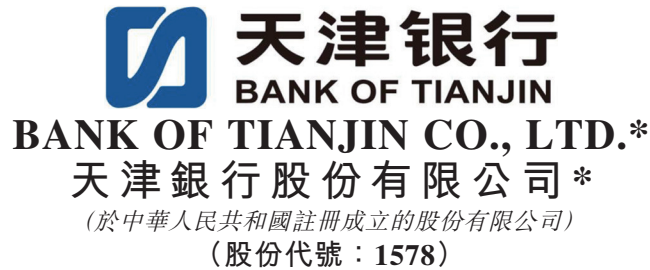 天津银行
BANK OF TIANJIN
BANK OF TIANJIN CO., LTD.*
天津銀行股份有限公司*
(於中華人民共和國註冊成立的股份有限公司)
(股份代號：1578)